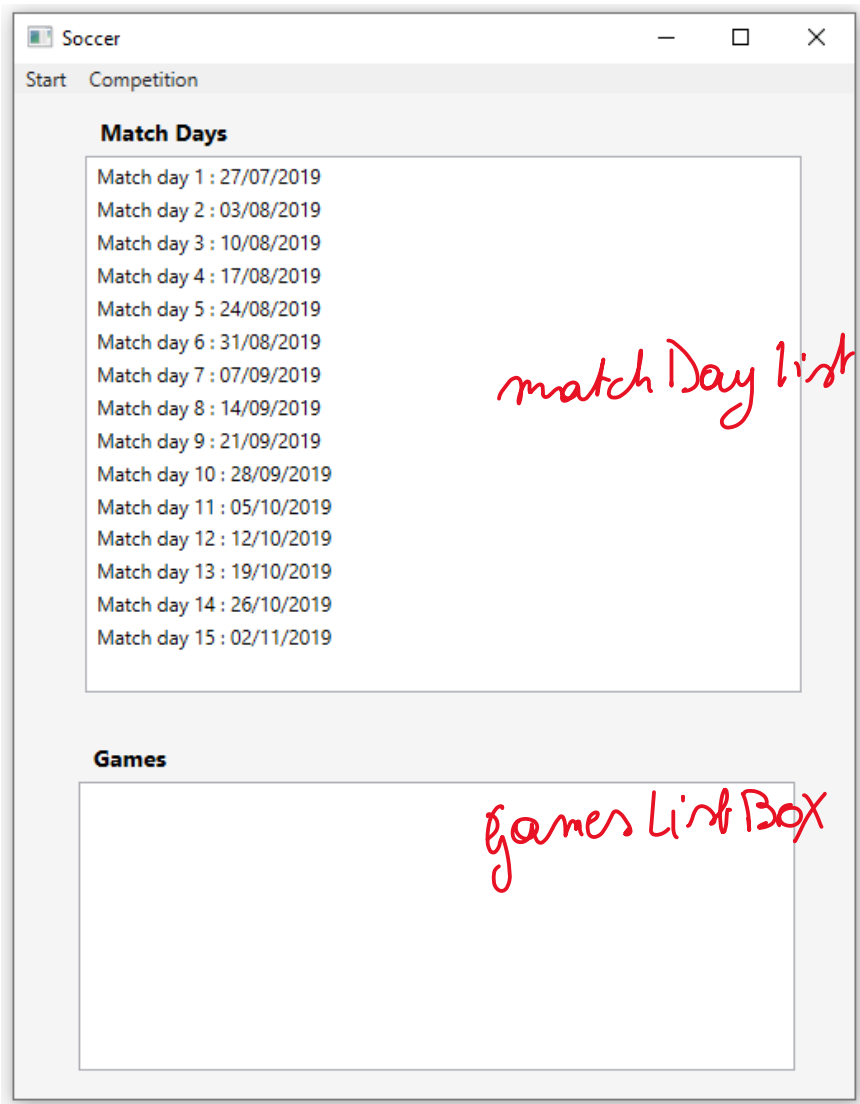 Soccer
Start Competition
Match Days
Match day 1 : 27/07/2019
Match day 2 : 03/08/2019
Match day 3 : 10/08/2019
Match day 4 : 17/08/2019
Match day 5 : 24/08/2019
Match day 6 : 31/08/2019
Match day 7 : 07/09/2019
Match day 8 : 14/09/2019
Match day 9 : 21/09/2019
Match day 10 : 28/09/2019
Match day 11 : 05/10/2019
Match day 12 : 12/10/2019
Match day 13 : 19/10/2019
Match day 14 : 26/10/2019
Match day 15 : 02/11/2019
matchDay list
Games
games ListBox